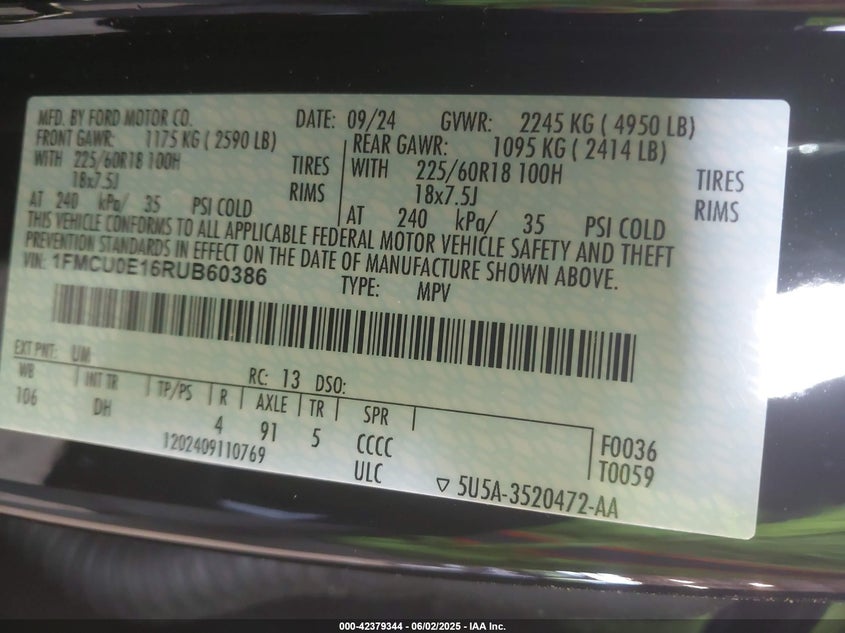 MFD. BY FORD MOTOR CO. DATE: 09/24 GVWR: 2245 KG ( 4950 LB)
FRONT GAWR: 1175 KG ( 2590 LB) REAR GAWR: 1095 KG ( 2414 LB)
WITH 225/60R18 100H TIRES WITH 225/60R18 100H TIRES
18x7.5J RIMS 18x7.5J RIMS
AT 240 kPa/ 35 PSI COLD AT 240 kPa/ 35 PSI COLD
THIS VEHICLE CONFORMS TO ALL APPLICABLE FEDERAL MOTOR VEHICLE SAFETY AND THEFT
PREVENTION STANDARDS IN EFFECT ON THE DATE OF MANUFACTURE SHOWN ABOVE.
VIN: 1FMCU0E16RUB60386 TYPE: MPV
EXT PNT: UM RC: 13 DSO:
WB INT TR TP/PS R AXLE TR SPR
106 DH 4 91 5 CCCC F0036
1202409110769 ULC T0059
▽ 5U5A-3520472-AA
000-42379344 | 06/02/2025 - IAA Inc.